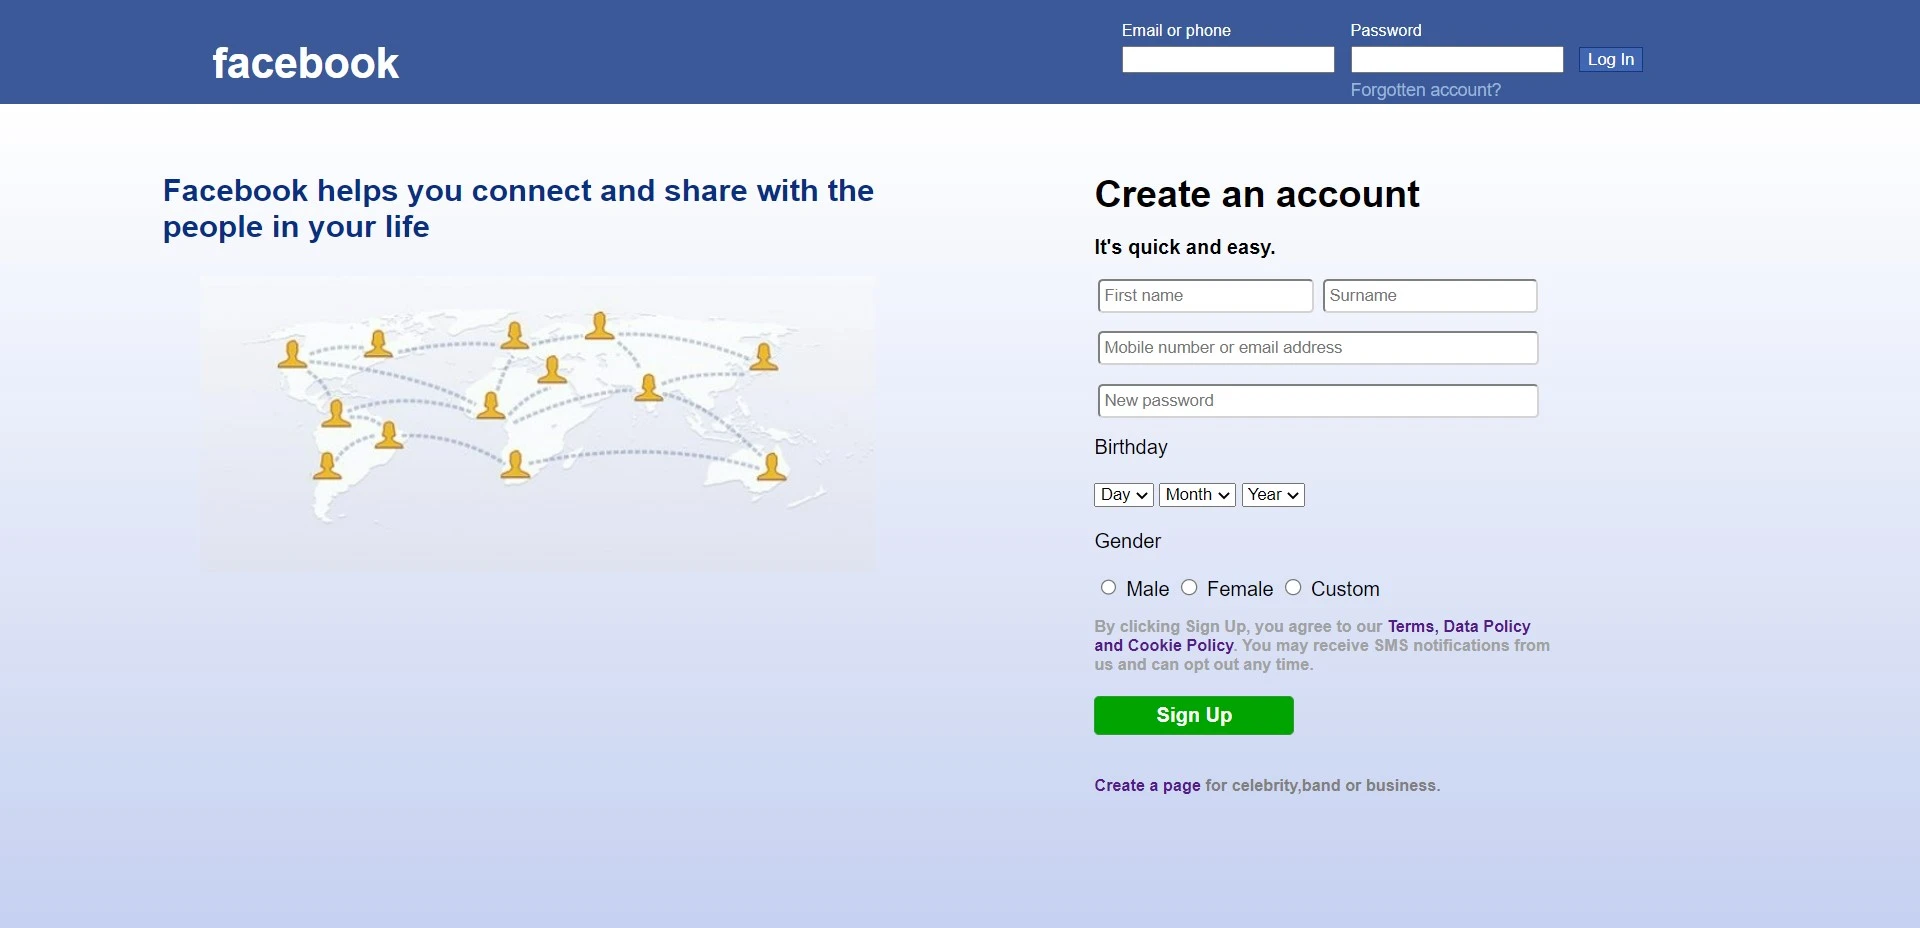 facebook
Email or phone
Password
Log In
Forgotten account?
Facebook helps you connect and share with the
people in your life
Create an account
It's quick and easy.
First name
Surname
Mobile number or email address
New password
Birthday
Day
Month
Year
Gender
Male
Female
Custom
By clicking Sign Up, you agree to our Terms, Data Policy
and Cookie Policy. You may receive SMS notifications from
us and can opt out any time.
Sign Up
Create a page for celebrity,band or business.